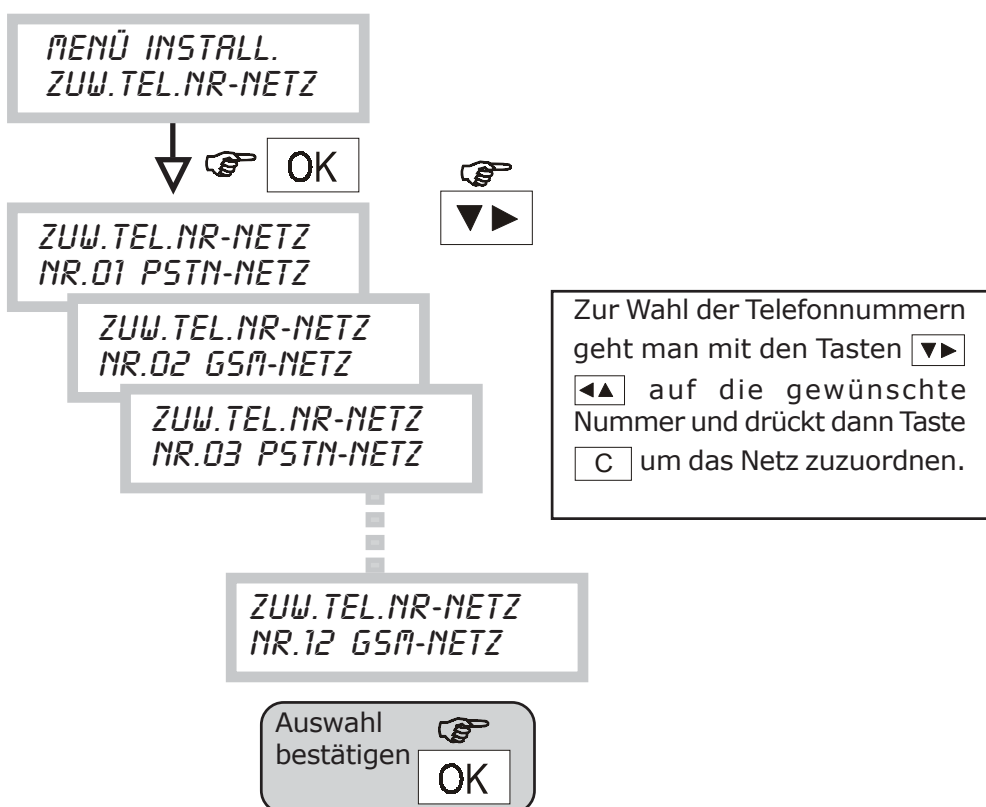 MENÜ INSTALL.
ZUW.TEL.NR-NETZ
OK
ZUW.TEL.NR-NETZ
NR.01 PSTN-NETZ
ZUW.TEL.NR-NETZ
NR.02 GSM-NETZ
ZUW.TEL.NR-NETZ
NR.03 PSTN-NETZ
Zur Wahl der Telefonnummern
geht man mit den Tasten ▼▶
◀▲ auf die gewünschte
Nummer und drückt dann Taste
C um das Netz zuzuordnen.
ZUW.TEL.NR-NETZ
NR.12 GSM-NETZ
Auswahl
bestätigen
OK